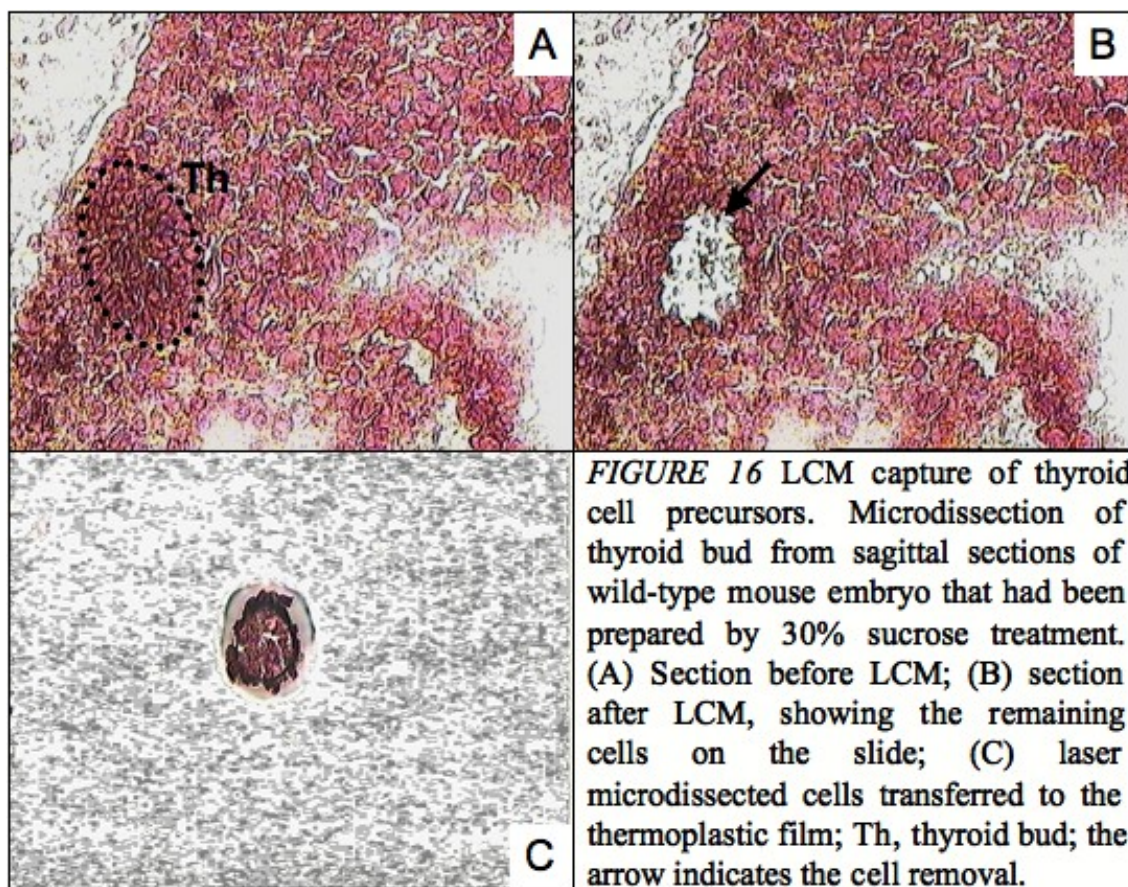 A
B
Th
FIGURE 16 LCM capture of thyroid
cell precursors. Microdissection of
thyroid bud from sagittal sections of
wild-type mouse embryo that had been
prepared by 30% sucrose treatment.
(A) Section before LCM; (B) section
after LCM, showing the remaining
cells on the slide; (C) laser
microdissected cells transferred to the
thermoplastic film; Th, thyroid bud; the
arrow indicates the cell removal.
C